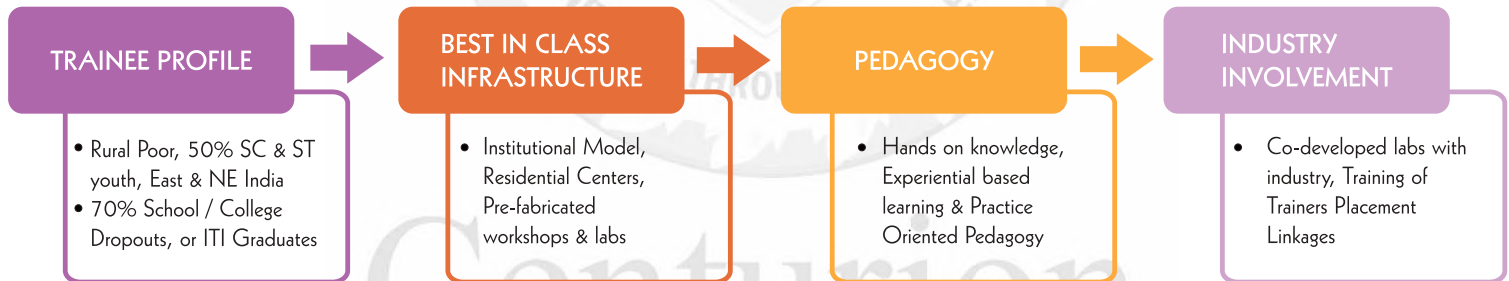 TRAINEE PROFILE
• Rural Poor, 50% SC & ST
youth, East & NE India
• 70% School / College
Dropouts, or ITI Graduates
BEST IN CLASS
INFRASTRUCTURE
• Institutional Model,
Residential Centers,
Pre-fabricated
workshops & labs
PEDAGOGY
• Hands on knowledge,
Experiential based
learning & Practice
Oriented Pedagogy
INDUSTRY
INVOLVEMENT
• Co-developed labs with
industry, Training of
Trainers Placement
Linkages
Centurion